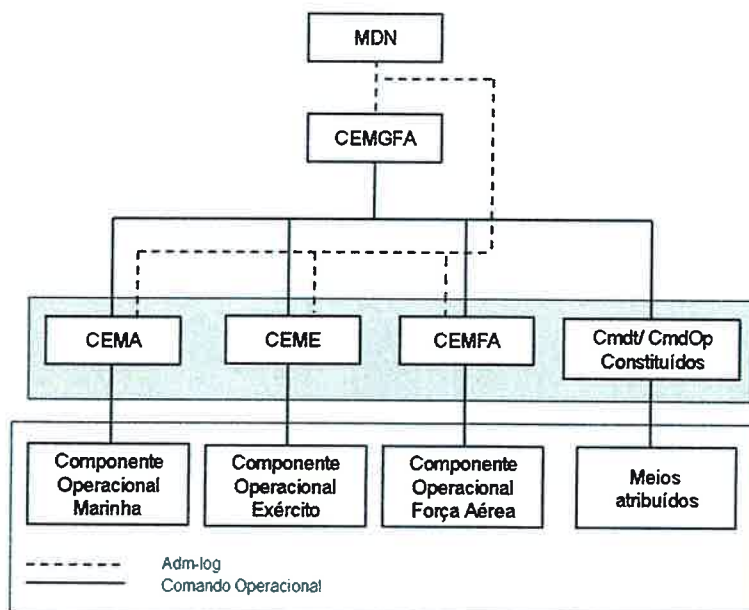 MDN
CEMGFA
CEMA
CEME
CEMFA
Cmdt/ CmdOp
Constituídos
Componente
Operacional
Marinha
Componente
Operacional
Exército
Componente
Operacional
Força Aérea
Meios
atribuídos
Adm-log
Comando Operacional